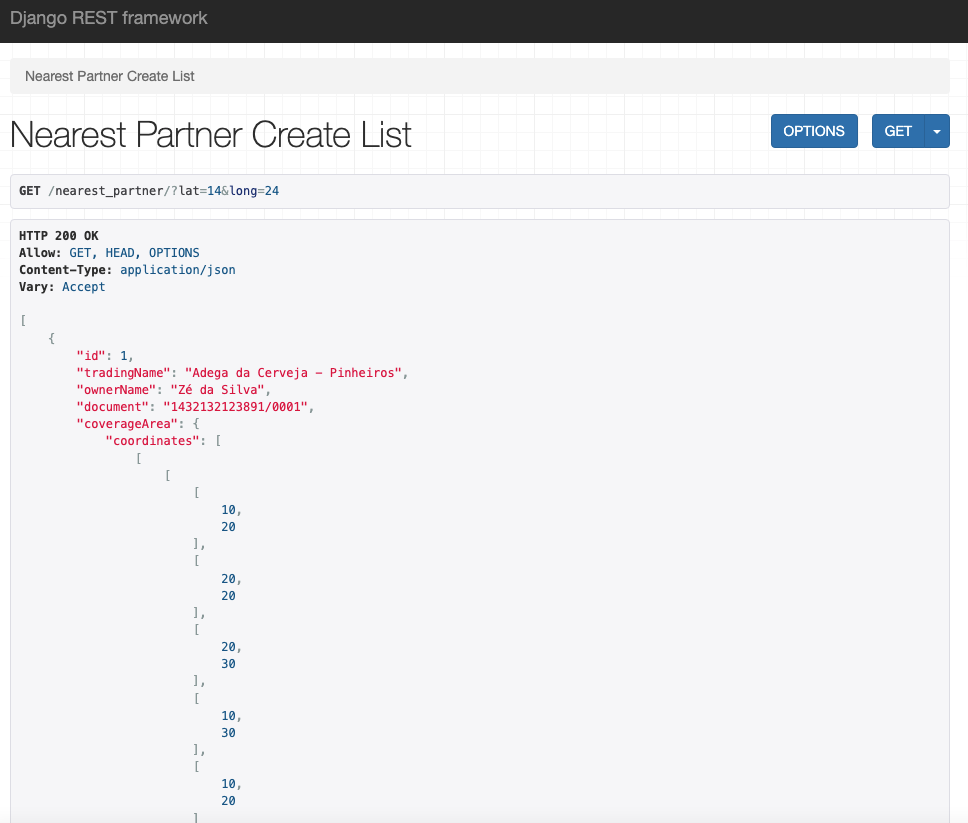 Django REST framework
Nearest Partner Create List
Nearest Partner Create List
OPTIONS
GET
GET /nearest_partner/?lat=14&long=24
HTTP 200 OK
Allow: GET, HEAD, OPTIONS
Content-Type: application/json
Vary: Accept
[
    {
        "id": 1,
        "tradingName": "Adega da Cerveja - Pinheiros",
        "ownerName": "Zé da Silva",
        "document": "1432132123891/0001",
        "coverageArea": {
            "coordinates": [
                [
                    [
                        [
                            10,
                            20
                        ],
                        [
                            20,
                            20
                        ],
                        [
                            20,
                            30
                        ],
                        [
                            10,
                            30
                        ],
                        [
                            10,
                            20
                        ]